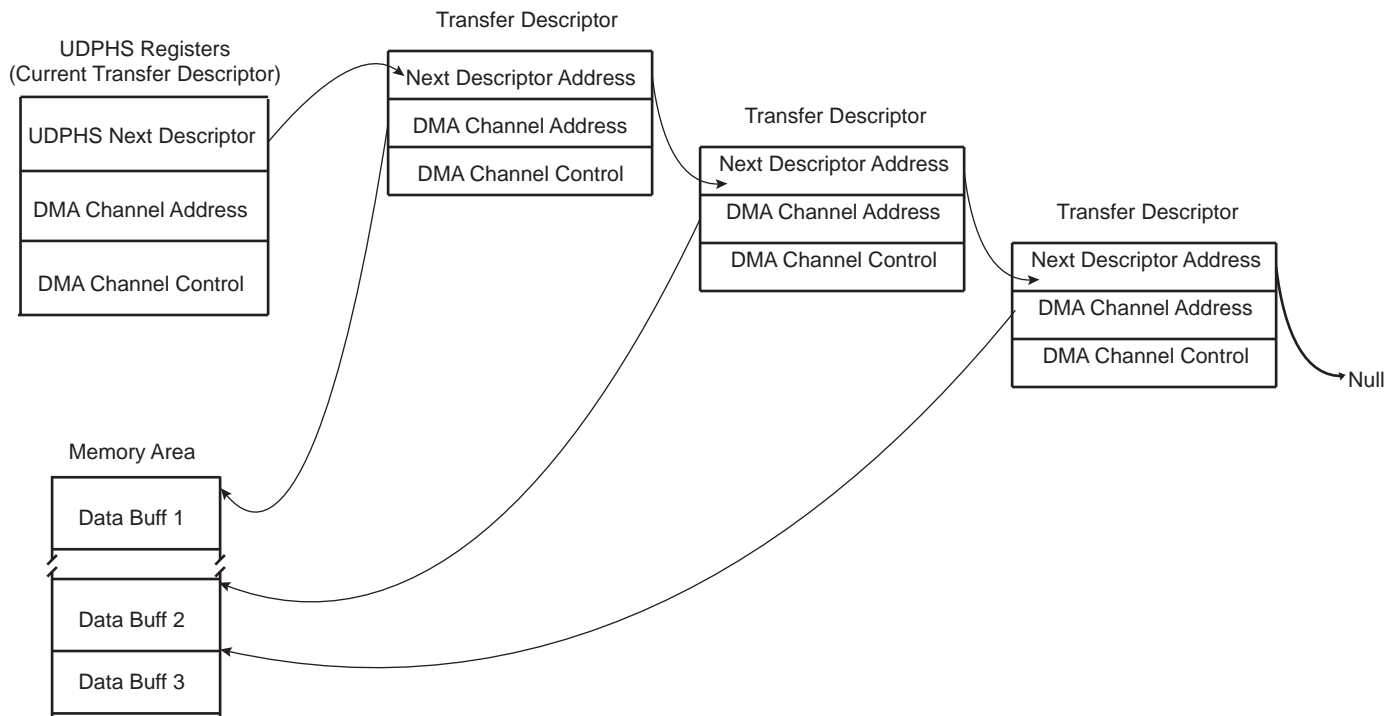 UDPHS Registers
(Current Transfer Descriptor)
UDPHS Next Descriptor
DMA Channel Address
DMA Channel Control
Transfer Descriptor
Next Descriptor Address
DMA Channel Address
DMA Channel Control
Transfer Descriptor
Next Descriptor Address
DMA Channel Address
DMA Channel Control
Transfer Descriptor
Next Descriptor Address
DMA Channel Address
DMA Channel Control
Null
Memory Area
Data Buff 1
Data Buff 2
Data Buff 3